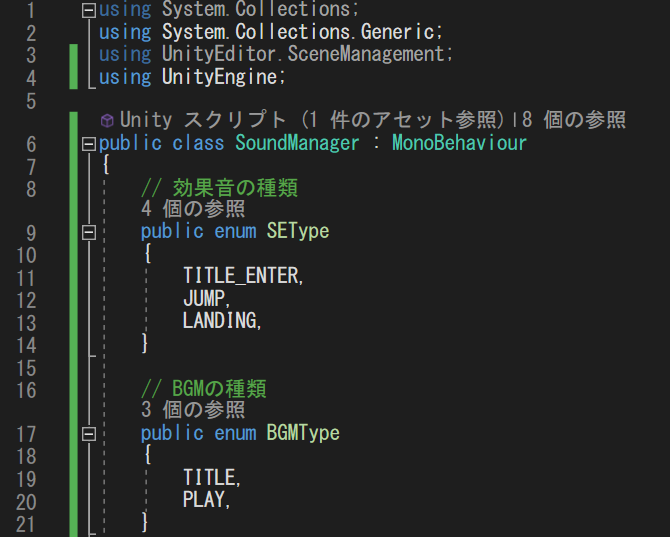 1 using System.Collections;
2 using System.Collections.Generic;
3 using UnityEditor.SceneManagement;
4 using UnityEngine;
5
Unity スクリプト (1 件のアセット参照)|8 個の参照
6 public class SoundManager : MonoBehaviour
7 {
8 // 効果音の種類
4 個の参照
9 public enum SEType
10 {
11 TITLE_ENTER,
12 JUMP,
13 LANDING,
14 }
15
16 // BGMの種類
3 個の参照
17 public enum BGMType
18 {
19 TITLE,
20 PLAY,
21 }